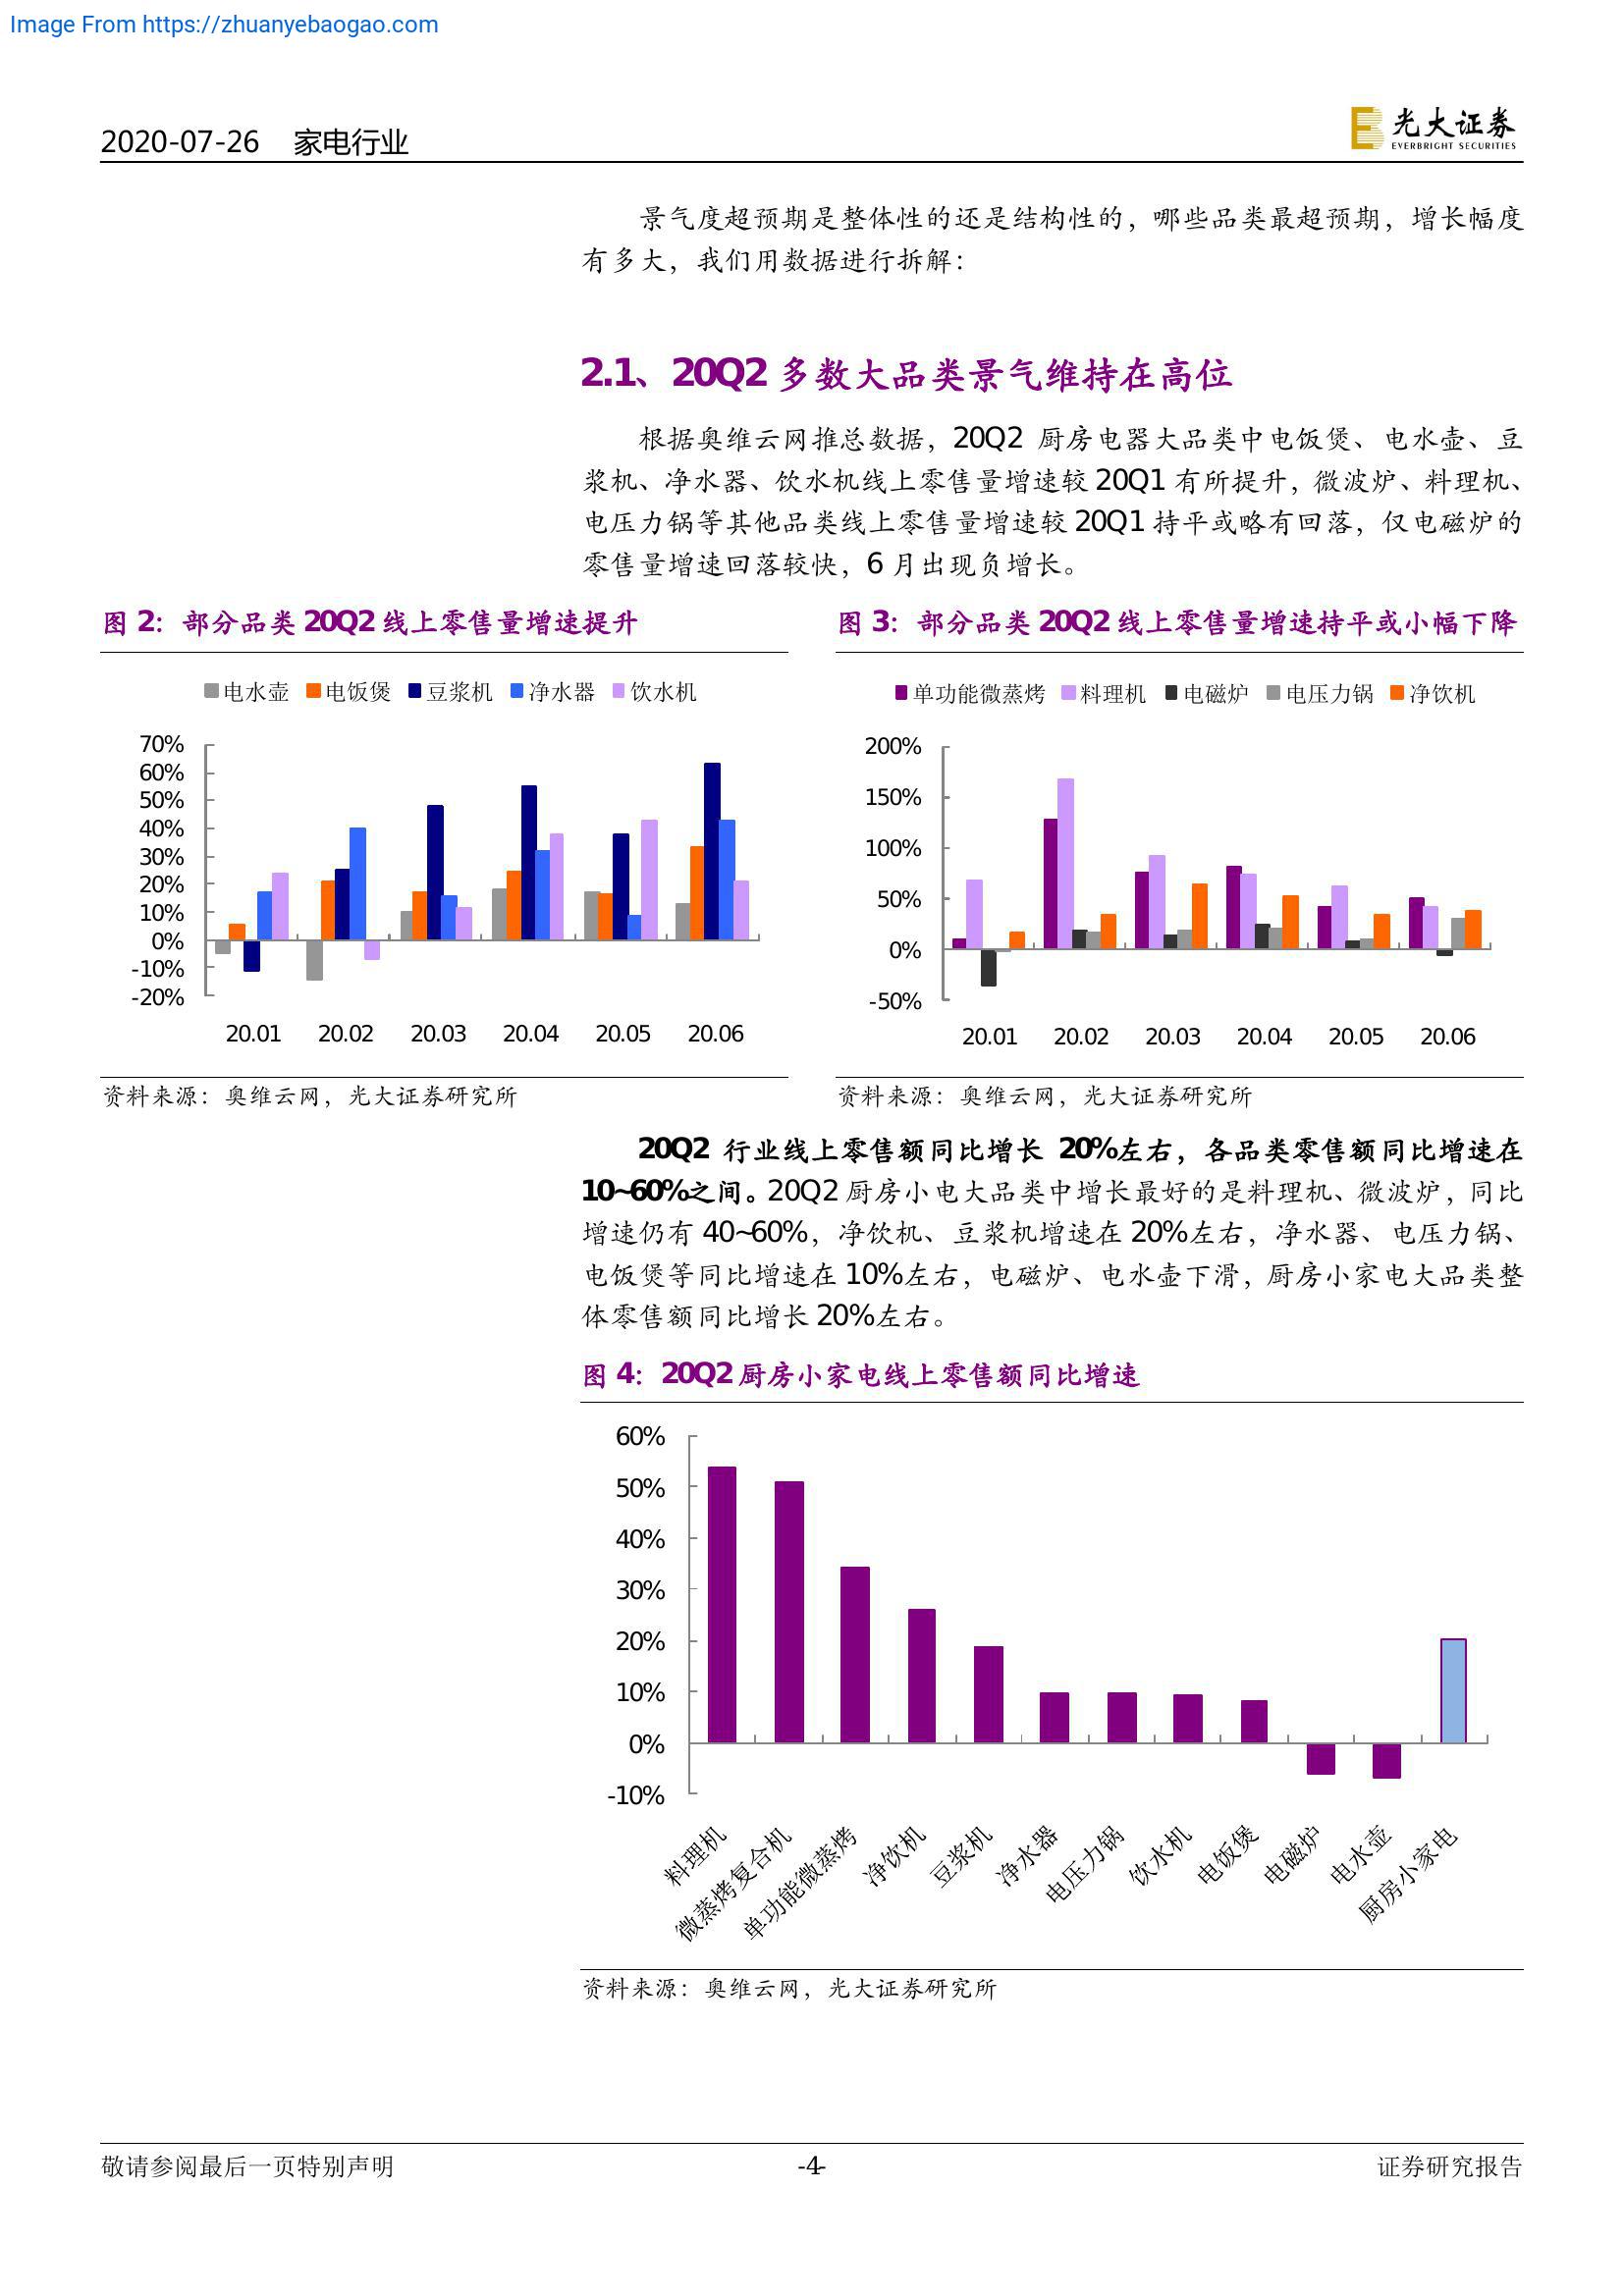 Image From https://zhuanyebaogao.com
2020-07-26 家电行业
光大证券
EVERBRIGHT SECURITIES
景气度超预期是整体性的还是结构性的，哪些品类最超预期，增长幅度
有多大，我们用数据进行拆解：
2.1、20Q2 多数大品类景气维持在高位
根据奥维云网推总数据，20Q2 厨房电器大品类中电饭煲、电水壶、豆
浆机、净水器、饮水机线上零售量增速较 20Q1 有所提升，微波炉、料理机、
电压力锅等其他品类线上零售量增速较 20Q1 持平或略有回落，仅电磁炉的
零售量增速回落较快，6 月出现负增长。
图 2：部分品类 20Q2 线上零售量增速提升
电水壶 电饭煲 豆浆机 净水器 饮水机
70%
60%
50%
40%
30%
20%
10%
0%
-10%
-20%
20.01 20.02 20.03 20.04 20.05 20.06
资料来源：奥维云网，光大证券研究所
图 3：部分品类 20Q2 线上零售量增速持平或小幅下降
单功能微蒸烤 料理机 电磁炉 电压力锅 净饮机
200%
150%
100%
50%
0%
-50%
20.01 20.02 20.03 20.04 20.05 20.06
资料来源：奥维云网，光大证券研究所
20Q2 行业线上零售额同比增长 20%左右，各品类零售额同比增速在
10~60%之间。20Q2 厨房小电大品类中增长最好的是料理机、微波炉，同比
增速仍有 40~60%，净饮机、豆浆机增速在 20%左右，净水器、电压力锅、
电饭煲等同比增速在 10%左右，电磁炉、电水壶下滑，厨房小家电大品类整
体零售额同比增长 20%左右。
图 4：20Q2 厨房小家电线上零售额同比增速
60%
50%
40%
30%
20%
10%
0%
-10%
料理机
微蒸烤复合机
单功能微蒸烤
净饮机
豆浆机
净水器
电压力锅
饮水机
电饭煲
电磁炉
电水壶
厨房小家电
资料来源：奥维云网，光大证券研究所
敬请参阅最后一页特别声明 -4- 证券研究报告